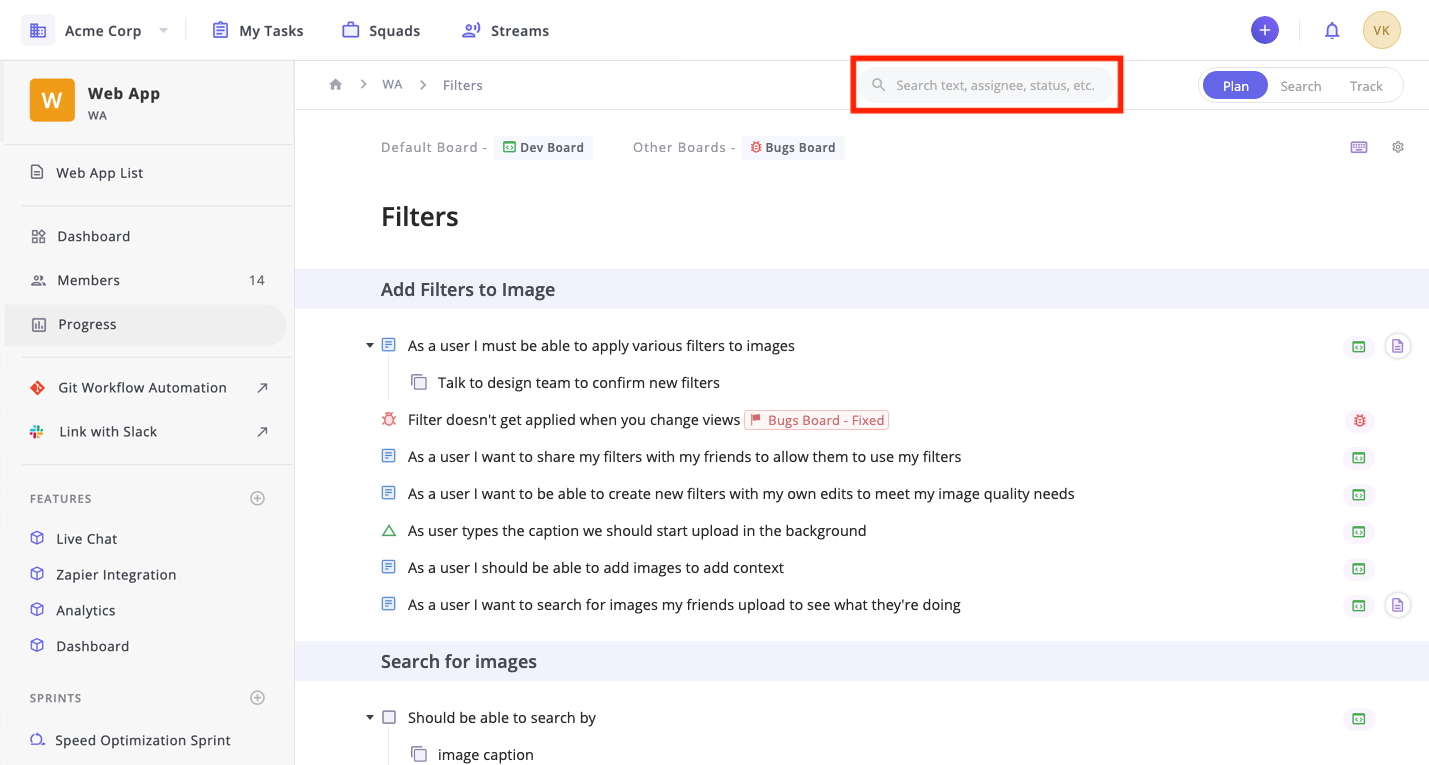 Acme Corp My Tasks Squads Streams VK
W Web App
WA
Web App List
Dashboard
Members 14
Progress
Git Workflow Automation
Link with Slack
FEATURES
Live Chat
Zapier Integration
Analytics
Dashboard
SPRINTS
Speed Optimization Sprint
WA Filters Search text, assignee, status, etc. Plan Search Track
Default Board - Dev Board Other Boards - Bugs Board
Filters
Add Filters to Image
As a user I must be able to apply various filters to images
Talk to design team to confirm new filters
Filter doesn't get applied when you change views Bugs Board - Fixed
As a user I want to share my filters with my friends to allow them to use my filters
As a user I want to be able to create new filters with my own edits to meet my image quality needs
As user types the caption we should start upload in the background
As a user I should be able to add images to add context
As a user I want to search for images my friends upload to see what they're doing
Search for images
Should be able to search by
image caption